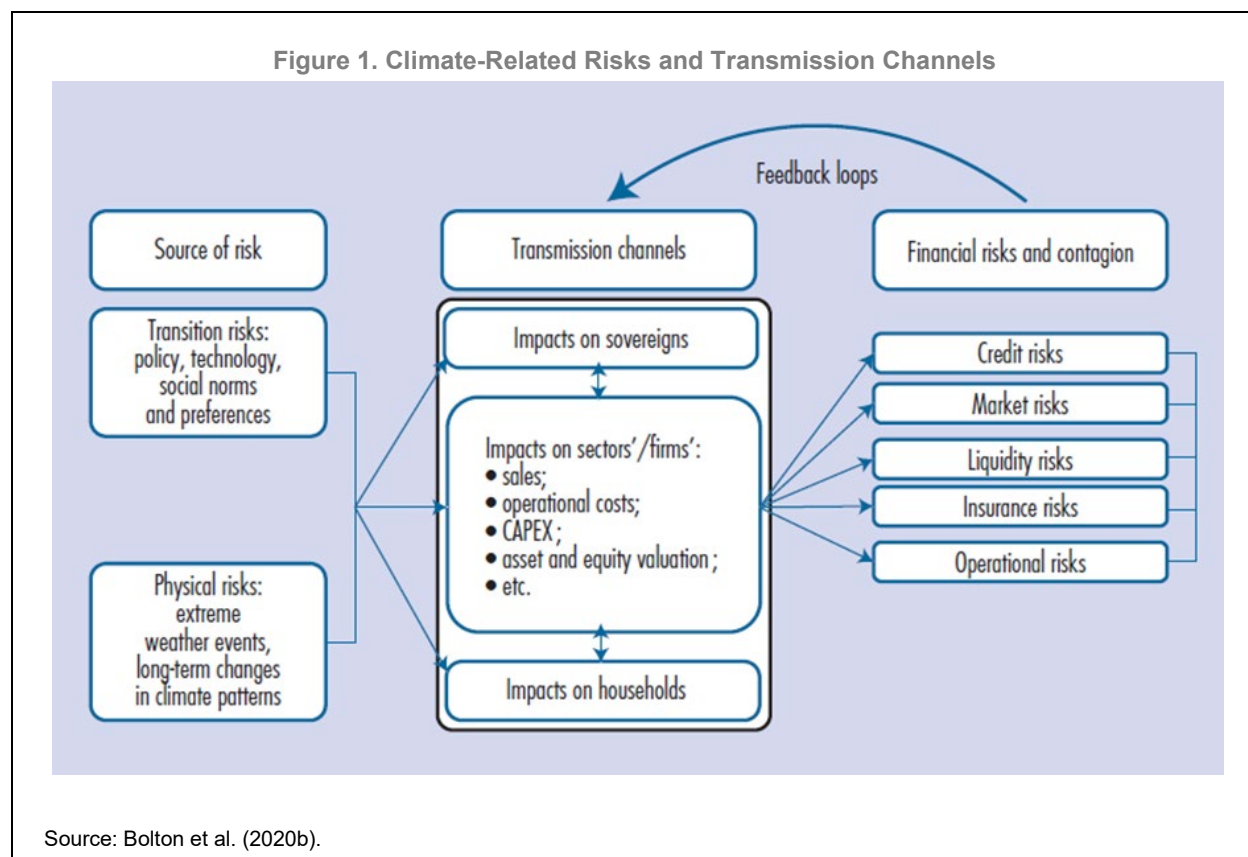 Figure 1. Climate-Related Risks and Transmission Channels
Feedback loops
Source of risk
Transmission channels
Financial risks and contagion
Transition risks:
policy, technology,
social norms
and preferences
Physical risks:
extreme
weather events,
long-term changes
in climate patterns
Impacts on sovereigns
Impacts on sectors’/firms’:
• sales;
• operational costs;
• CAPEX ;
• asset and equity valuation ;
• etc.
Impacts on households
Credit risks
Market risks
Liquidity risks
Insurance risks
Operational risks
Source: Bolton et al. (2020b).